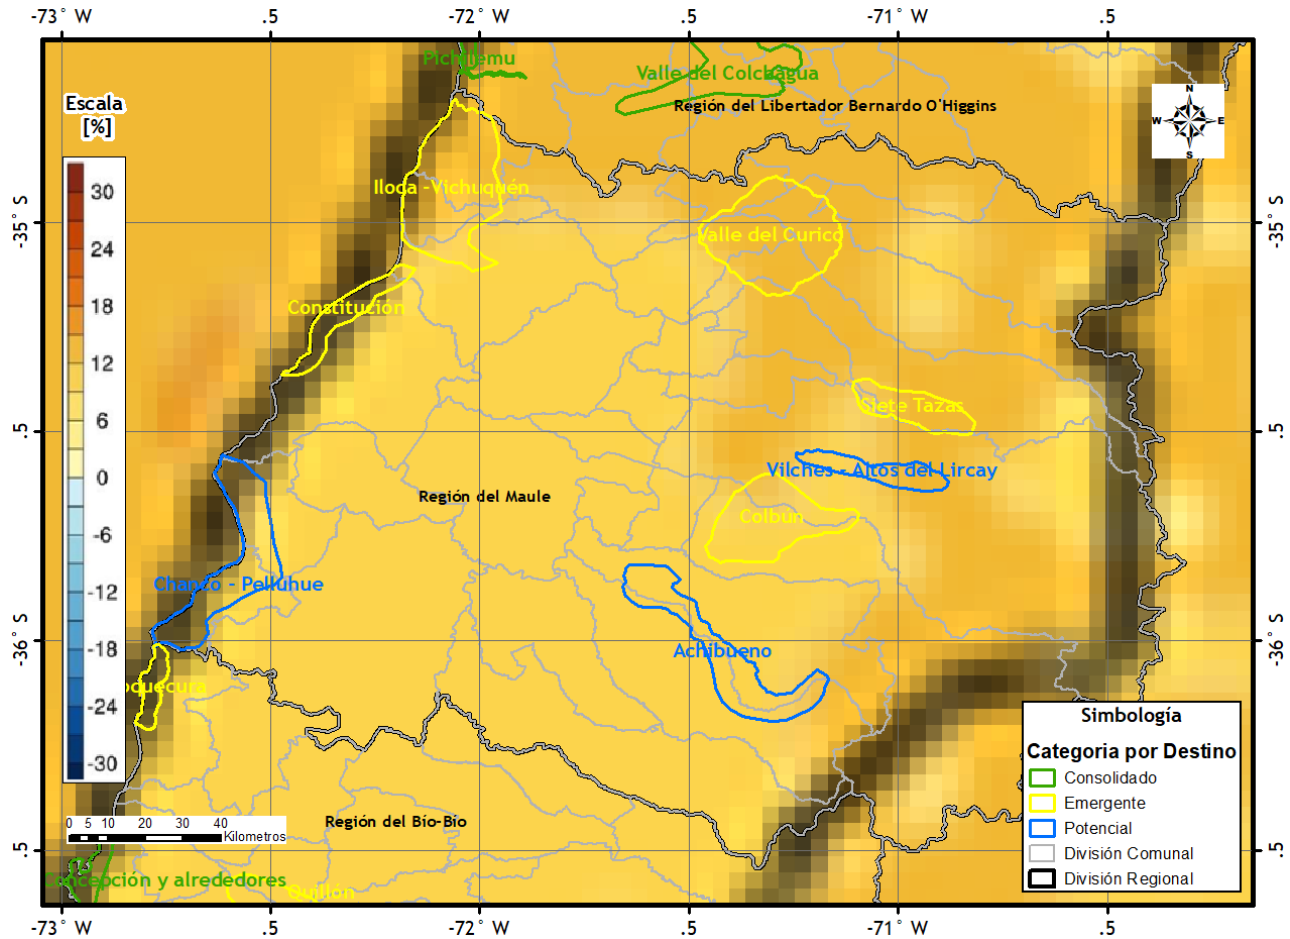 -73° W .5 -72° W .5 -71° W .5
Pichilemu
Valle del Colchagua
Región del Libertador Bernardo O'Higgins
N
W E
S
Escala
[%]
30
24
18
12
6
0
-6
-12
-18
-24
-30
Iloca -Vichuquén
-35° S -35° S
Valle del Curicó
Constitución
Siete Tazas
.5 .5
Vilches - Altos del Lircay
Región del Maule
Colbún
Chanco - Pelluhue
-36° S
Achibueno
oquecura
Simbología
Categoria por Destino
Consolidado
Emergente
Potencial
División Comunal
División Regional
0 5 10 20 30 40
Kilometros
Región del Bío-Bío
.5
Concepción y alrededores
Quillón
-73° W .5 -72° W .5 -71° W .5